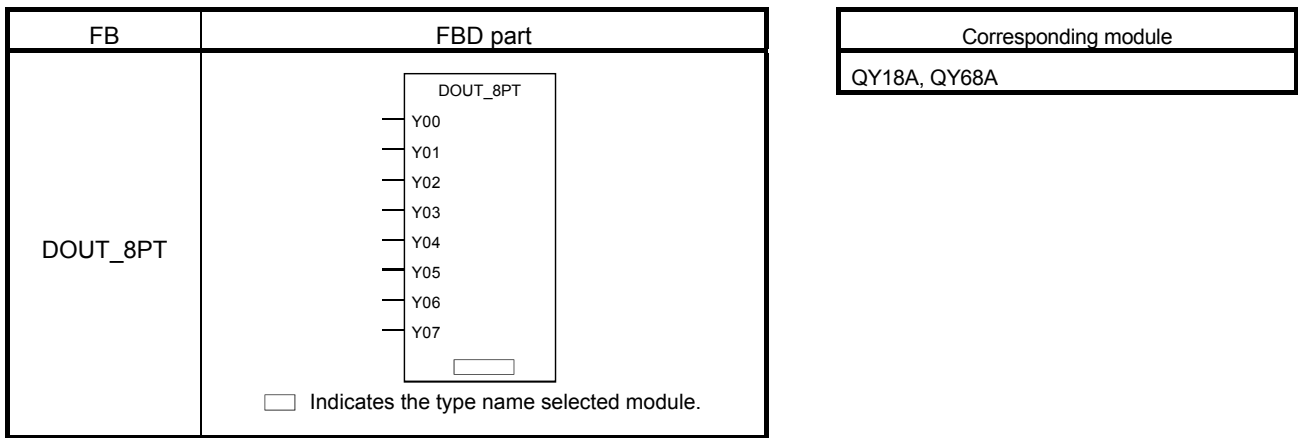 FB
FBD part
DOUT_8PT
DOUT_8PT
Y00
Y01
Y02
Y03
Y04
Y05
Y06
Y07
Indicates the type name selected module.
Corresponding module
QY18A, QY68A